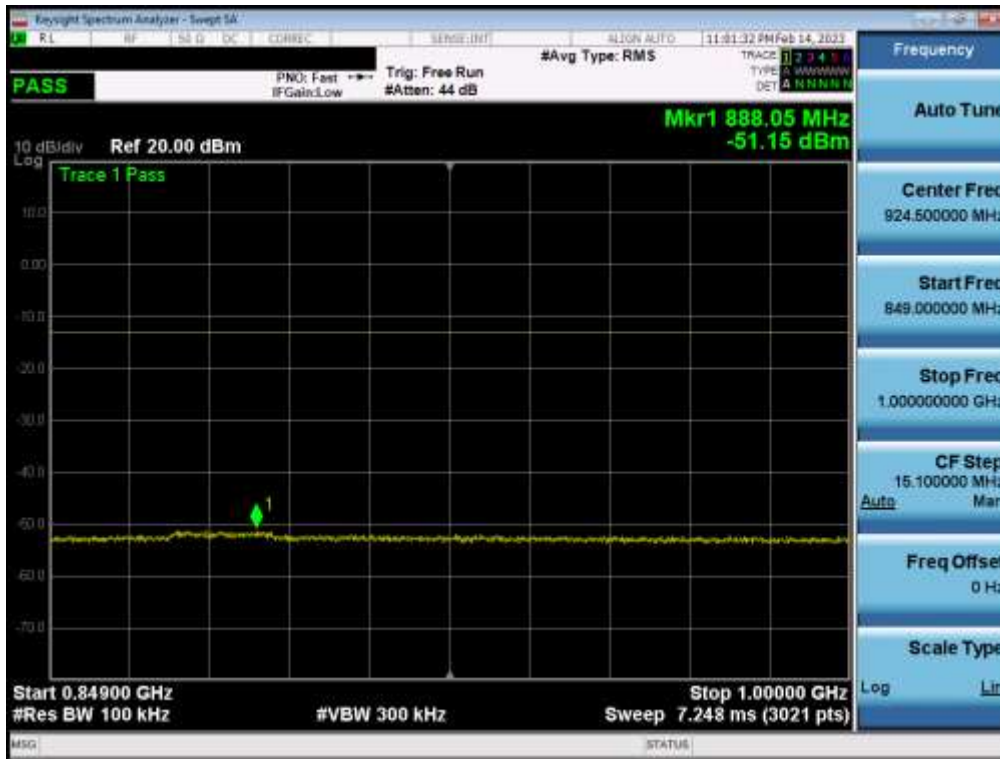 Keysight Spectrum Analyzer - Swept SA
RL RF 50 Ω DC CORREC SENSE:INT ALIGN AUTO 11:01:32 PM Feb 14, 2023
#Avg Type: RMS
TRACE 1 2 3 4 5 6
PASS
PNO: Fast
Trig: Free Run
TYPE A WWWWW
IFGain:Low
#Atten: 44 dB
DET A N N N N N
Mkr1 888.05 MHz
-51.15 dBm
10 dB/div Ref 20.00 dBm
Log
Trace 1 Pass
10.0
0.00
-10.0
-20.0
-30.0
-40.0
1
-50.0
-60.0
-70.0
Start 0.84900 GHz
Stop 1.00000 GHz
#Res BW 100 kHz
#VBW 300 kHz
Sweep 7.248 ms (3021 pts)
MSG
STATUS
Frequency
Auto Tune
Center Freq
924.500000 MHz
Start Freq
849.000000 MHz
Stop Freq
1.000000000 GHz
CF Step
15.100000 MHz
Auto Man
Freq Offset
0 Hz
Scale Type
Log Lin